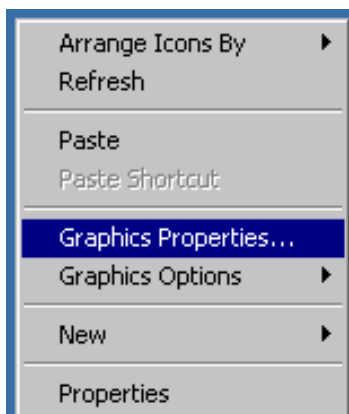 Arrange Icons By
Refresh
Paste
Paste Shortcut
Graphics Properties...
Graphics Options
New
Properties